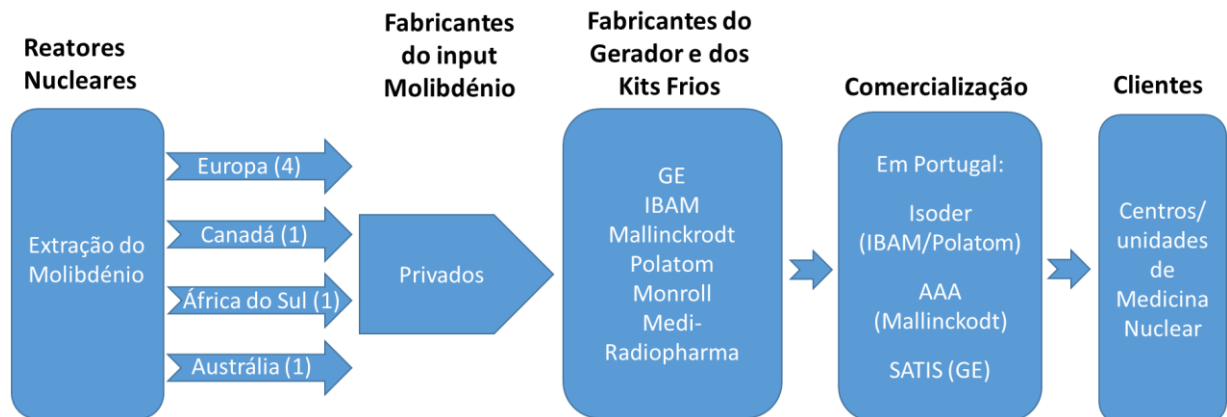 Reatores
Nucleares
Extração do
Molibdénio
Europa (4)
Canadá (1)
África do Sul (1)
Austrália (1)
Fabricantes
do input
Molibdénio
Privados
Fabricantes do
Gerador e dos
Kits Frios
GE
IBAM
Mallinckrodt
Polatom
Monroll
Medi-
Radiopharma
Comercialização
Em Portugal:
Isoder
(IBAM/Polatom)
AAA
(Mallinckodt)
SATIS (GE)
Clientes
Centros/
unidades
de
Medicina
Nuclear